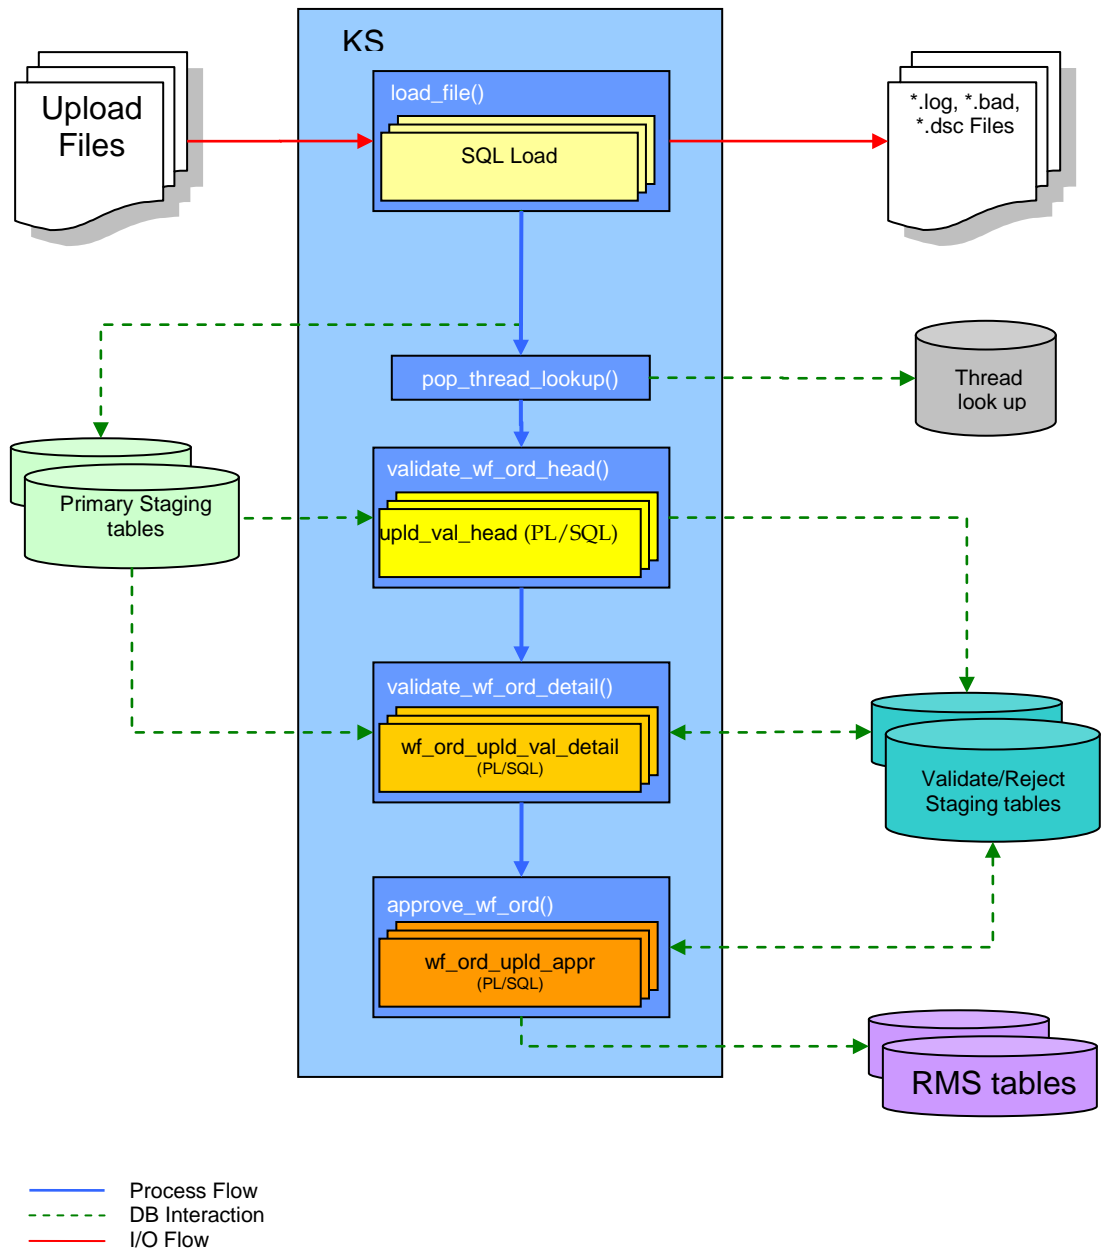 KS
Upload
Files
load_file()
SQL Load
*.log, *.bad,
*.dsc Files
pop_thread_lookup()
Thread
look up
validate_wf_ord_head()
upld_val_head (PL/SQL)
Primary Staging
tables
validate_wf_ord_detail()
wf_ord_upld_val_detail
(PL/SQL)
Validate/Reject
Staging tables
approve_wf_ord()
wf_ord_upld_appr
(PL/SQL)
RMS tables
Process Flow
DB Interaction
I/O Flow